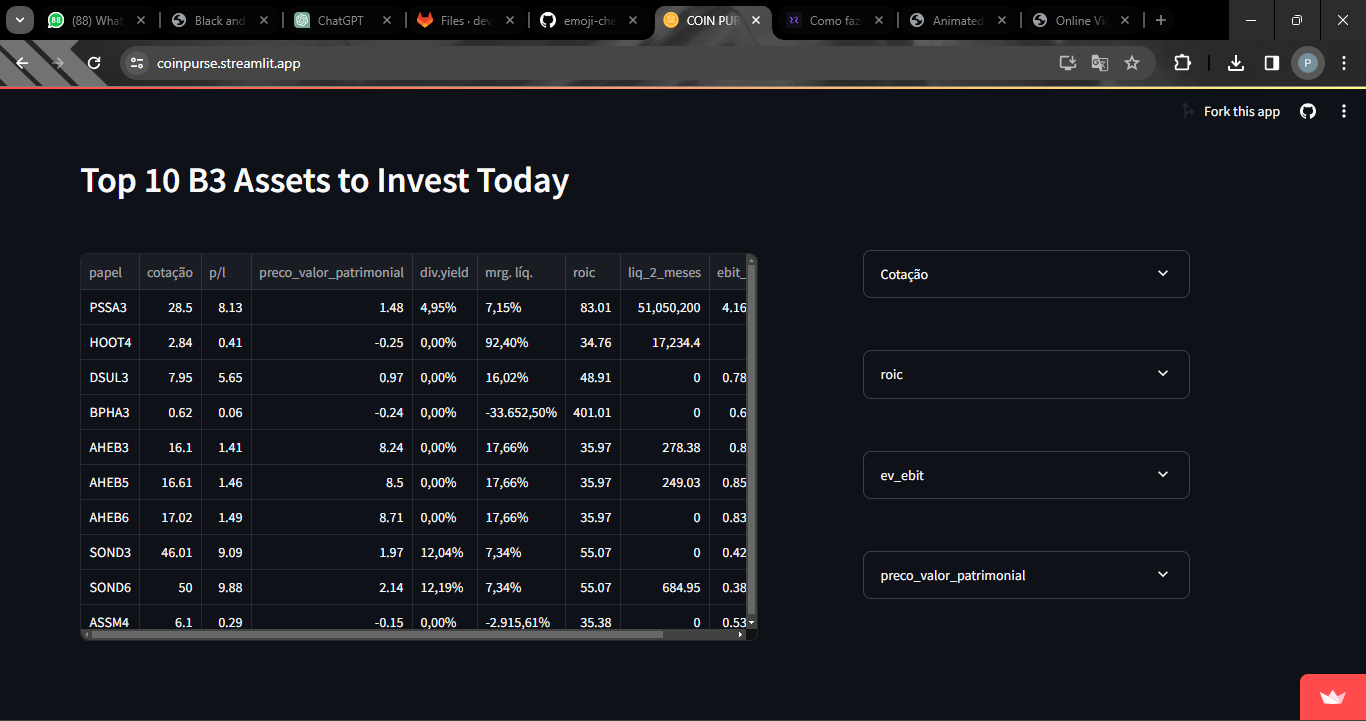 (88) What
Black and
ChatGPT
Files · dev
emoji-che
COIN PUR
Como faz
Animated
Online Vi
coinpurse.streamlit.app
P
Fork this app
Top 10 B3 Assets to Invest Today
papel cotação p/l preco_valor_patrimonial div.yield mrg. líq. roic liq_2_meses ebit_
PSSA3 28.5 8.13 1.48 4,95% 7,15% 83.01 51,050,200 4.16
HOOT4 2.84 0.41 -0.25 0,00% 92,40% 34.76 17,234.4
DSUL3 7.95 5.65 0.97 0,00% 16,02% 48.91 0 0.78
BPHA3 0.62 0.06 -0.24 0,00% -33.652,50% 401.01 0 0.6
AHEB3 16.1 1.41 8.24 0,00% 17,66% 35.97 278.38 0.8
AHEB5 16.61 1.46 8.5 0,00% 17,66% 35.97 249.03 0.85
AHEB6 17.02 1.49 8.71 0,00% 17,66% 35.97 0 0.83
SOND3 46.01 9.09 1.97 12,04% 7,34% 55.07 0 0.42
SOND6 50 9.88 2.14 12,19% 7,34% 55.07 684.95 0.38
ASSM4 6.1 0.29 -0.15 0,00% -2.915,61% 35.38 0 0.53
Cotação
roic
ev_ebit
preco_valor_patrimonial